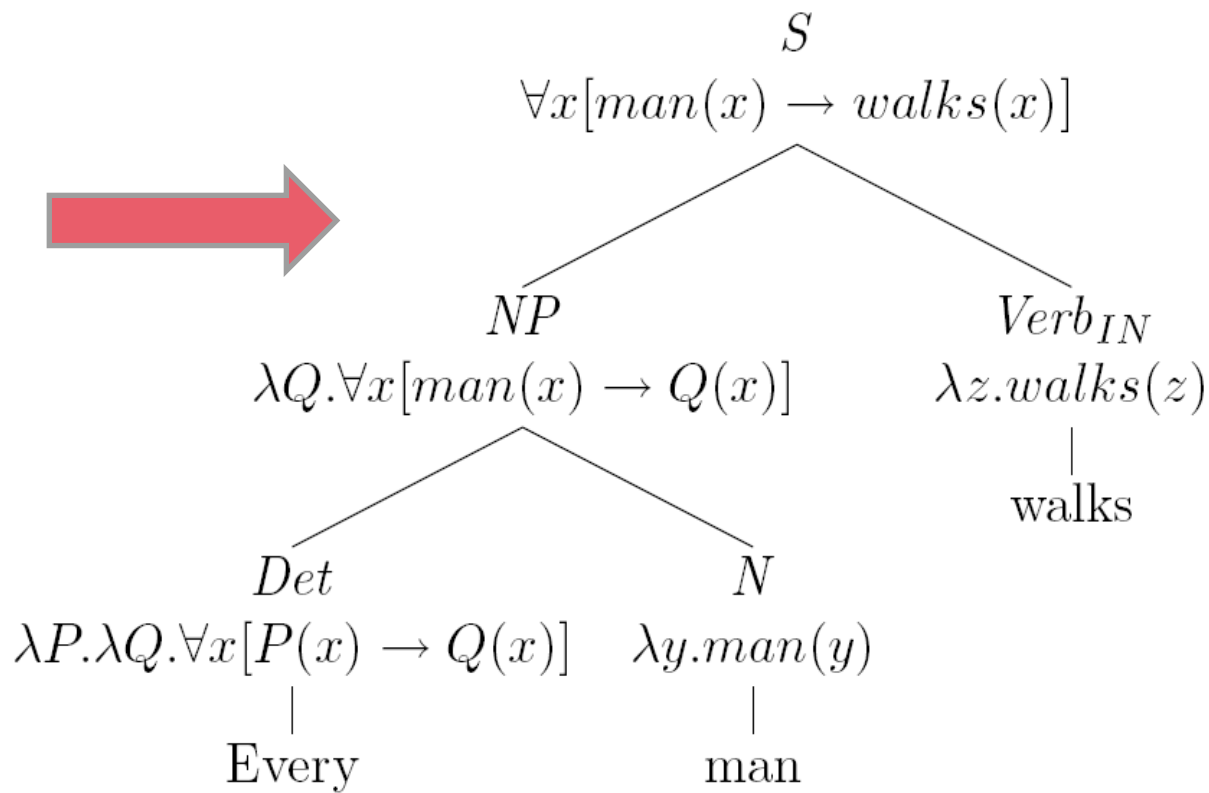 S
∀x[man(x) → walks(x)]
NP Verb_IN
λQ.∀x[man(x) → Q(x)] λz.walks(z)
walks
Det N
λP.λQ.∀x[P(x) → Q(x)] λy.man(y)
Every man